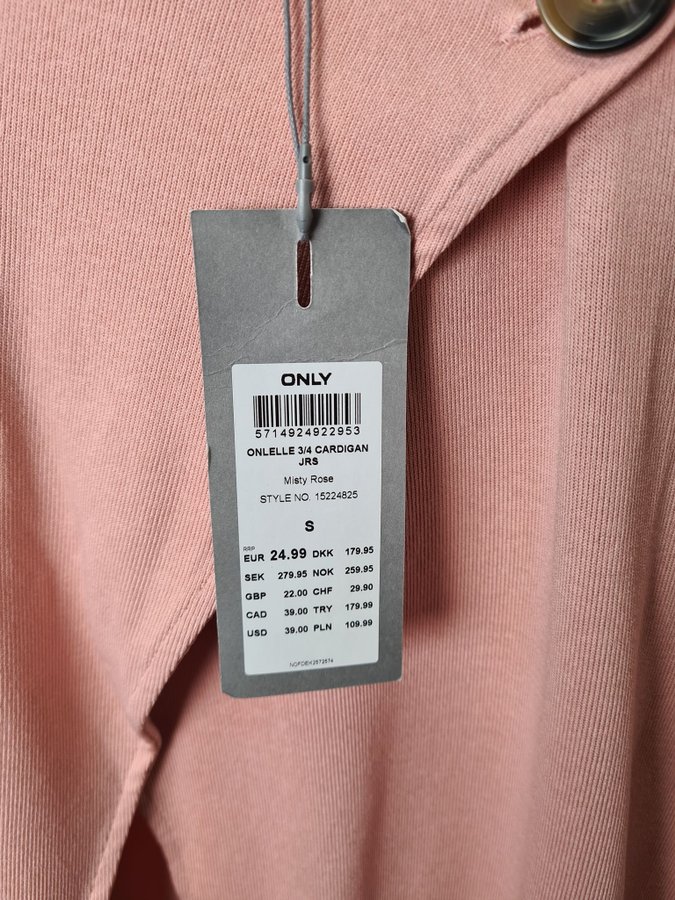 ONLY
5714924922953
ONLELLE 3/4 CARDIGAN
JRS
Misty Rose
STYLE NO. 15224825
S
RRP
EUR 24.99 DKK 179.95
SEK 279.95 NOK 259.95
GBP 22.00 CHF 29.90
CAD 39.00 TRY 179.99
USD 39.00 PLN 109.99